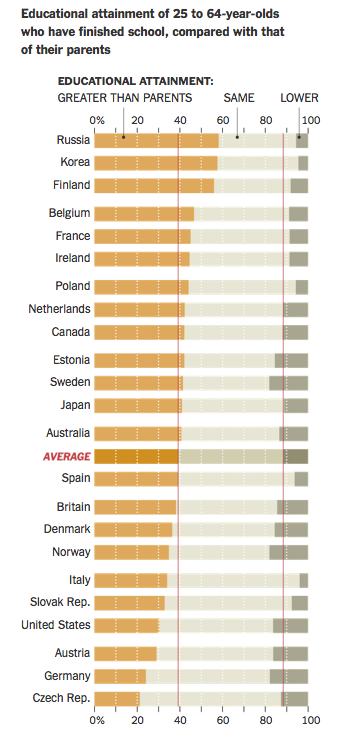 Educational attainment of 25 to 64-year-olds
who have finished school, compared with that
of their parents
EDUCATIONAL ATTAINMENT:
GREATER THAN PARENTS SAME LOWER
0% 20 40 60 80 100
Russia
Korea
Finland
Belgium
France
Ireland
Poland
Netherlands
Canada
Estonia
Sweden
Japan
Australia
AVERAGE
Spain
Britain
Denmark
Norway
Italy
Slovak Rep.
United States
Austria
Germany
Czech Rep.
0% 20 40 60 80 100